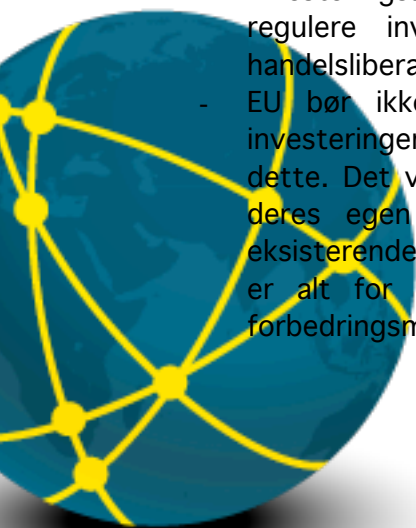 regulere inv
handelslibera
- EU bør ikke
investeringer
dette. Det v
deres egen
eksisterende
er alt for
forbedringsm